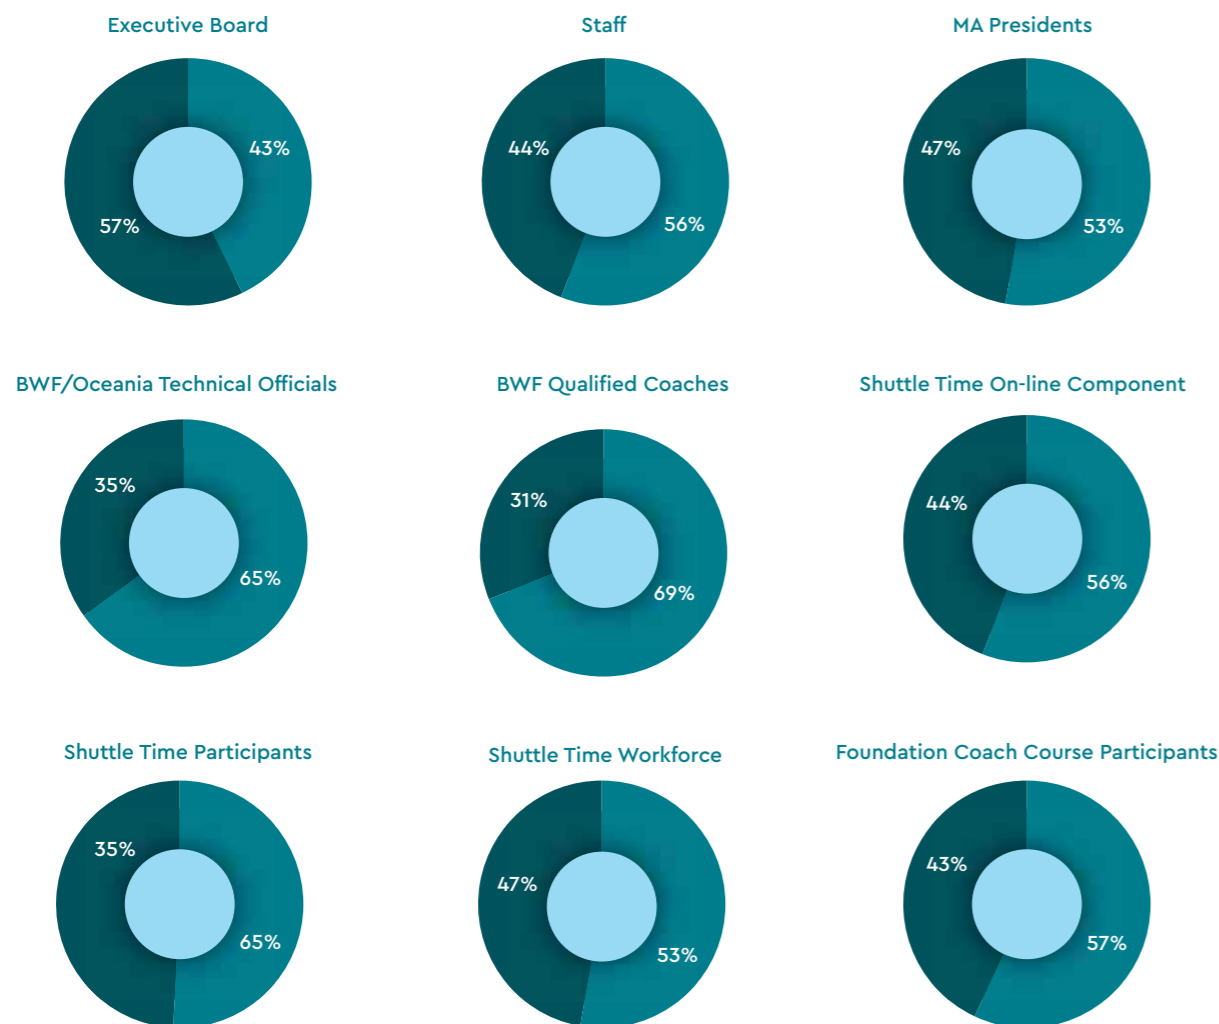 Executive Board
43%
57%
Staff
44%
56%
MA Presidents
47%
53%
BWF/Oceania Technical Officials
35%
65%
BWF Qualified Coaches
31%
69%
Shuttle Time On-line Component
44%
56%
Shuttle Time Participants
35%
65%
Shuttle Time Workforce
47%
53%
Foundation Coach Course Participants
43%
57%